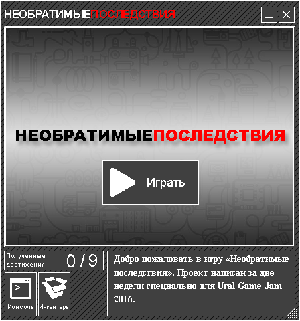 НЕОБРАТИМЫЕПОСЛЕДСТВИЯ
НЕОБРАТИМЫЕПОСЛЕДСТВИЯ
Играть
Полученные
достижения
0 / 9
Консоль
Инвентарь
Добро пожаловать в игру «Необратимые
последствия». Проект написан за две
недели специально для Ural Game Jam
2016.